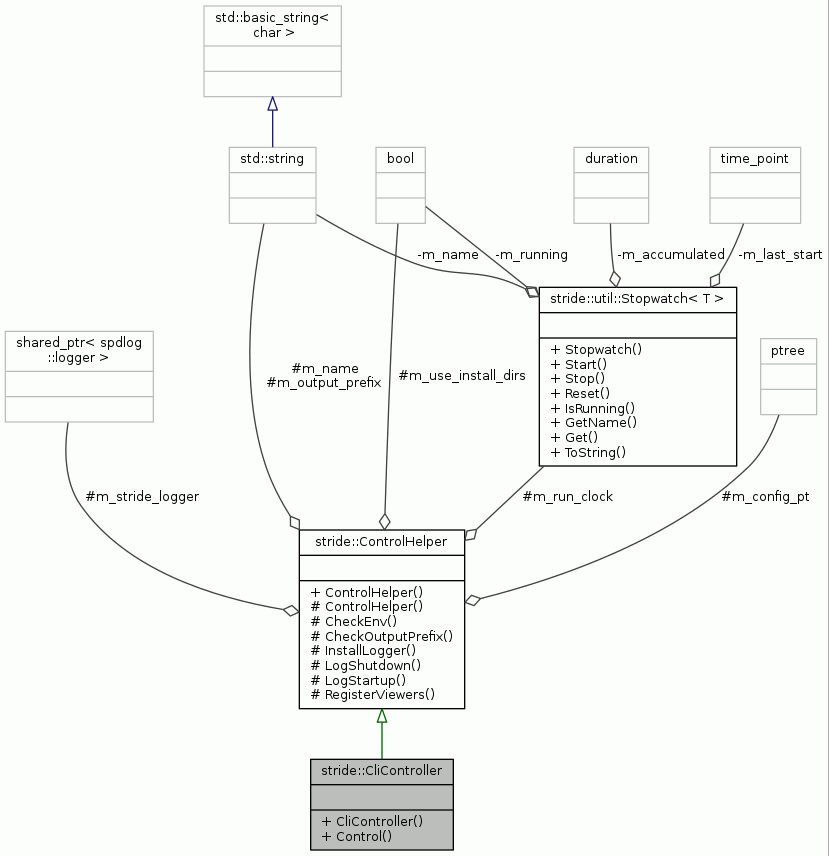 std::basic_string<
char >
std::string
bool
duration
time_point
-m_name
-m_running
-m_accumulated
-m_last_start
stride::util::Stopwatch< T >
+ Stopwatch()
+ Start()
+ Stop()
+ Reset()
+ IsRunning()
+ GetName()
+ Get()
+ ToString()
shared_ptr< spdlog
::logger >
ptree
#m_name
#m_output_prefix
#m_use_install_dirs
#m_stride_logger
#m_run_clock
#m_config_pt
stride::ControlHelper
+ ControlHelper()
# ControlHelper()
# CheckEnv()
# CheckOutputPrefix()
# InstallLogger()
# LogShutdown()
# LogStartup()
# RegisterViewers()
stride::CliController
+ CliController()
+ Control()